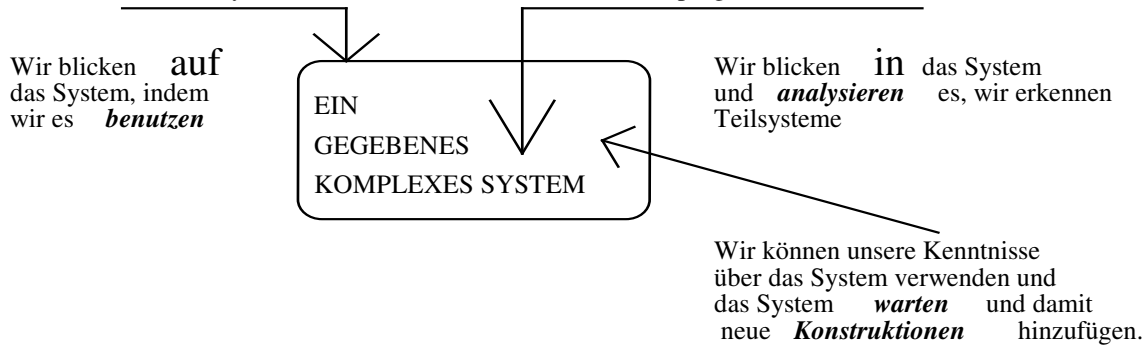 Wir blicken auf
das System, indem
wir es benutzen
EIN
GEGEBENES
KOMPLEXES SYSTEM
Wir blicken in das System
und analysieren es, wir erkennen
Teilsysteme
Wir können unsere Kenntnisse
über das System verwenden und
das System warten und damit
neue Konstruktionen hinzufügen.